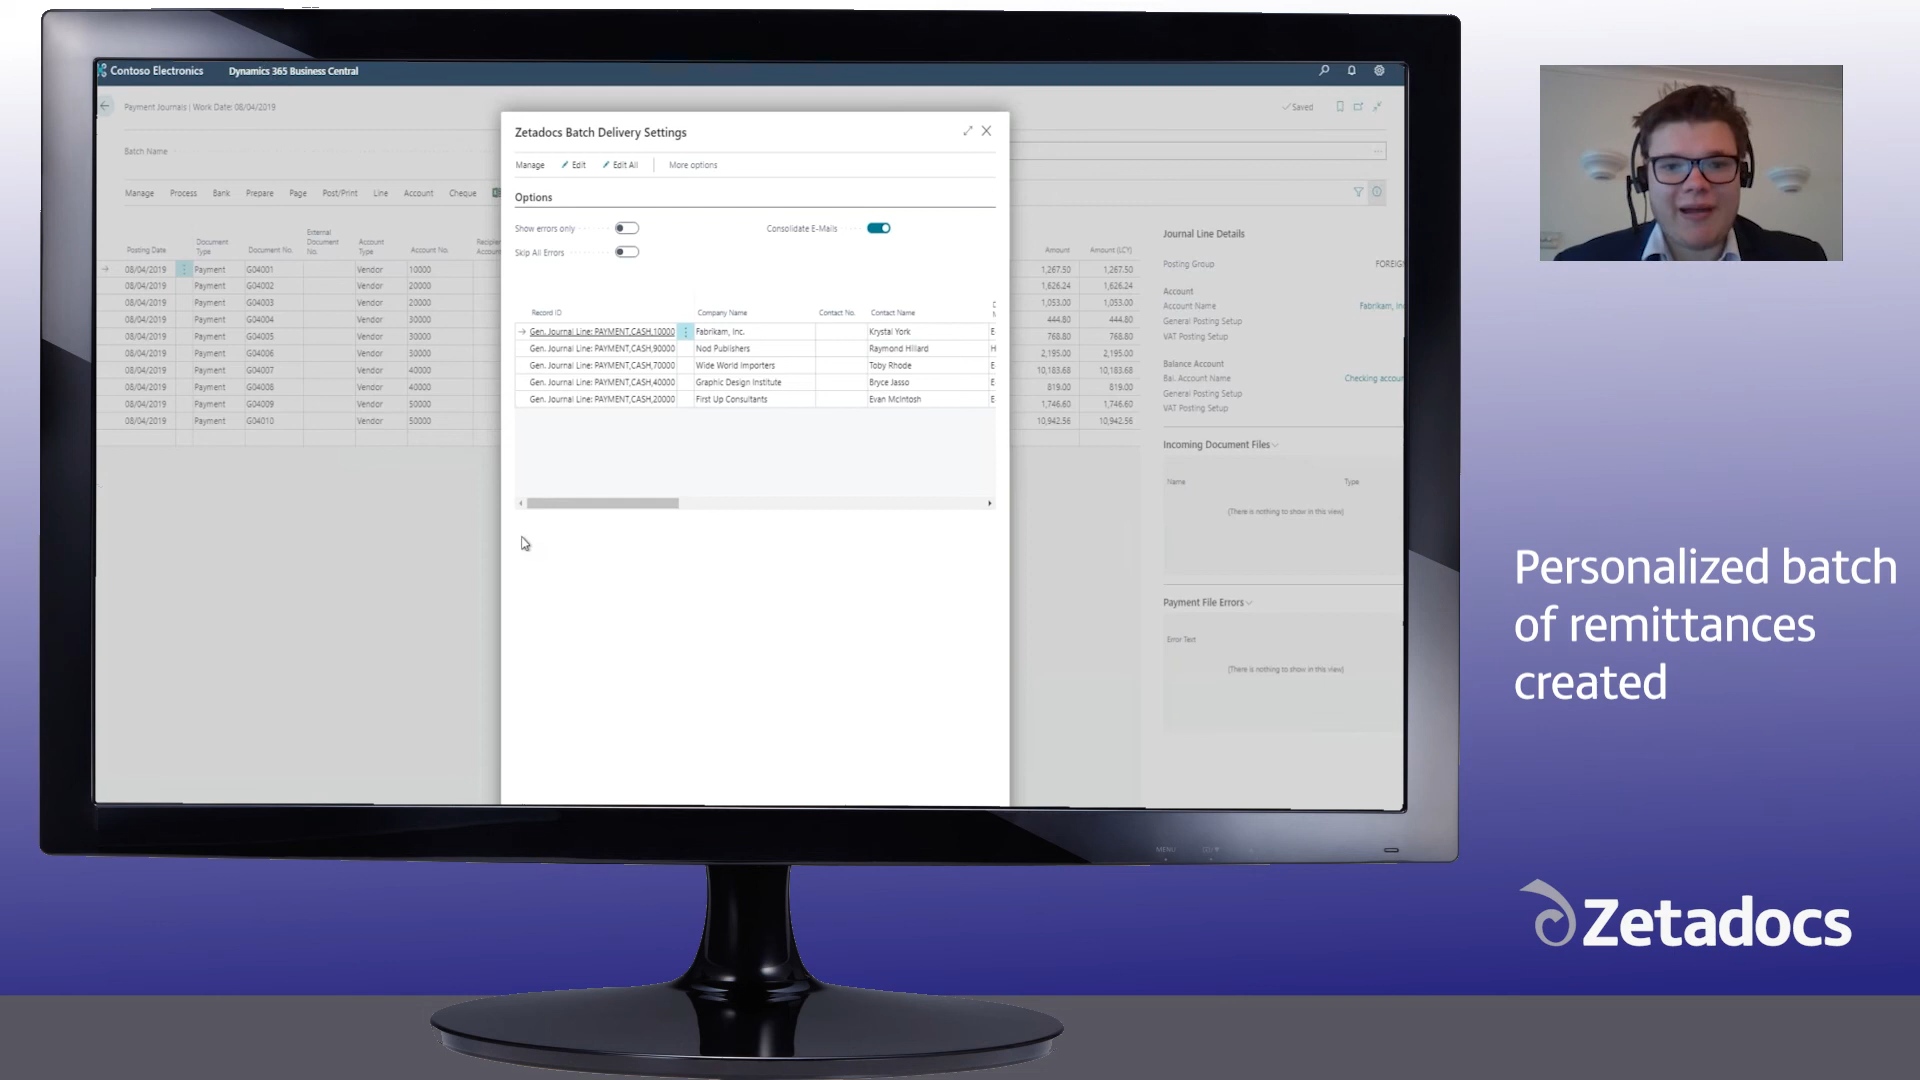 Contoso Electronics Dynamics 365 Business Central
Payment Journals | Work Date: 08/04/2019
Saved
Batch Name
Manage Process Bank Prepare Page Post/Print Line Account Cheque
Posting Date Document Type Document No. External Document No. Account Type Account No.
08/04/2019 Payment G04001 Vendor 10000
08/04/2019 Payment G04002 Vendor 20000
08/04/2019 Payment G04003 Vendor 20000
08/04/2019 Payment G04004 Vendor 30000
08/04/2019 Payment G04005 Vendor 30000
08/04/2019 Payment G04006 Vendor 30000
08/04/2019 Payment G04007 Vendor 40000
08/04/2019 Payment G04008 Vendor 40000
08/04/2019 Payment G04009 Vendor 50000
08/04/2019 Payment G04010 Vendor 50000
Zetadocs Batch Delivery Settings
Manage Edit Edit All More options
Options
Show errors only Consolidate E-Mails
Skip All Errors
Record ID Company Name Contact No. Contact Name
Gen. Journal Line: PAYMENT,CASH,10000 Fabrikam, Inc. Krystal York
Gen. Journal Line: PAYMENT,CASH,90000 Nod Publishers Raymond Hillard
Gen. Journal Line: PAYMENT,CASH,70000 Wide World Importers Toby Rhode
Gen. Journal Line: PAYMENT,CASH,40000 Graphic Design Institute Bryce Jasso
Gen. Journal Line: PAYMENT,CASH,20000 First Up Consultants Evan McIntosh
Amount Amount (LCY)
1,267.50 1,267.50
1,626.24 1,626.24
1,053.00 1,053.00
444.80 444.80
768.80 768.80
2,195.00 2,195.00
10,183.68 10,183.68
819.00 819.00
1,746.60 1,746.60
10,942.56 10,942.56
Journal Line Details
Posting Group FOREIG
Account
Account Name Fabrikam, In
General Posting Setup
VAT Posting Setup
Balance Account
Bal. Account Name Checking accou
General Posting Setup
VAT Posting Setup
Incoming Document Files
Name Type
(There is nothing to show in this view)
Payment File Errors
Error Text
(There is nothing to show in this view)
MENU
Personalized batch
of remittances
created
Zetadocs